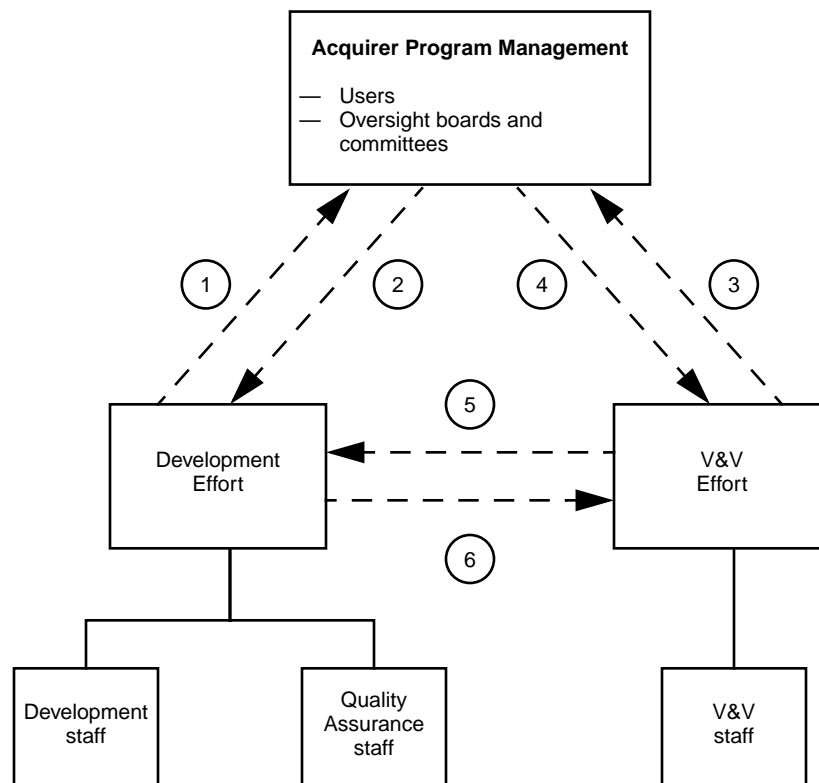 Acquirer Program Management
— Users
— Oversight boards and
committees
1
2
4
3
5
Development
Effort
V&V
Effort
6
Development
staff
Quality
Assurance
staff
V&V
staff